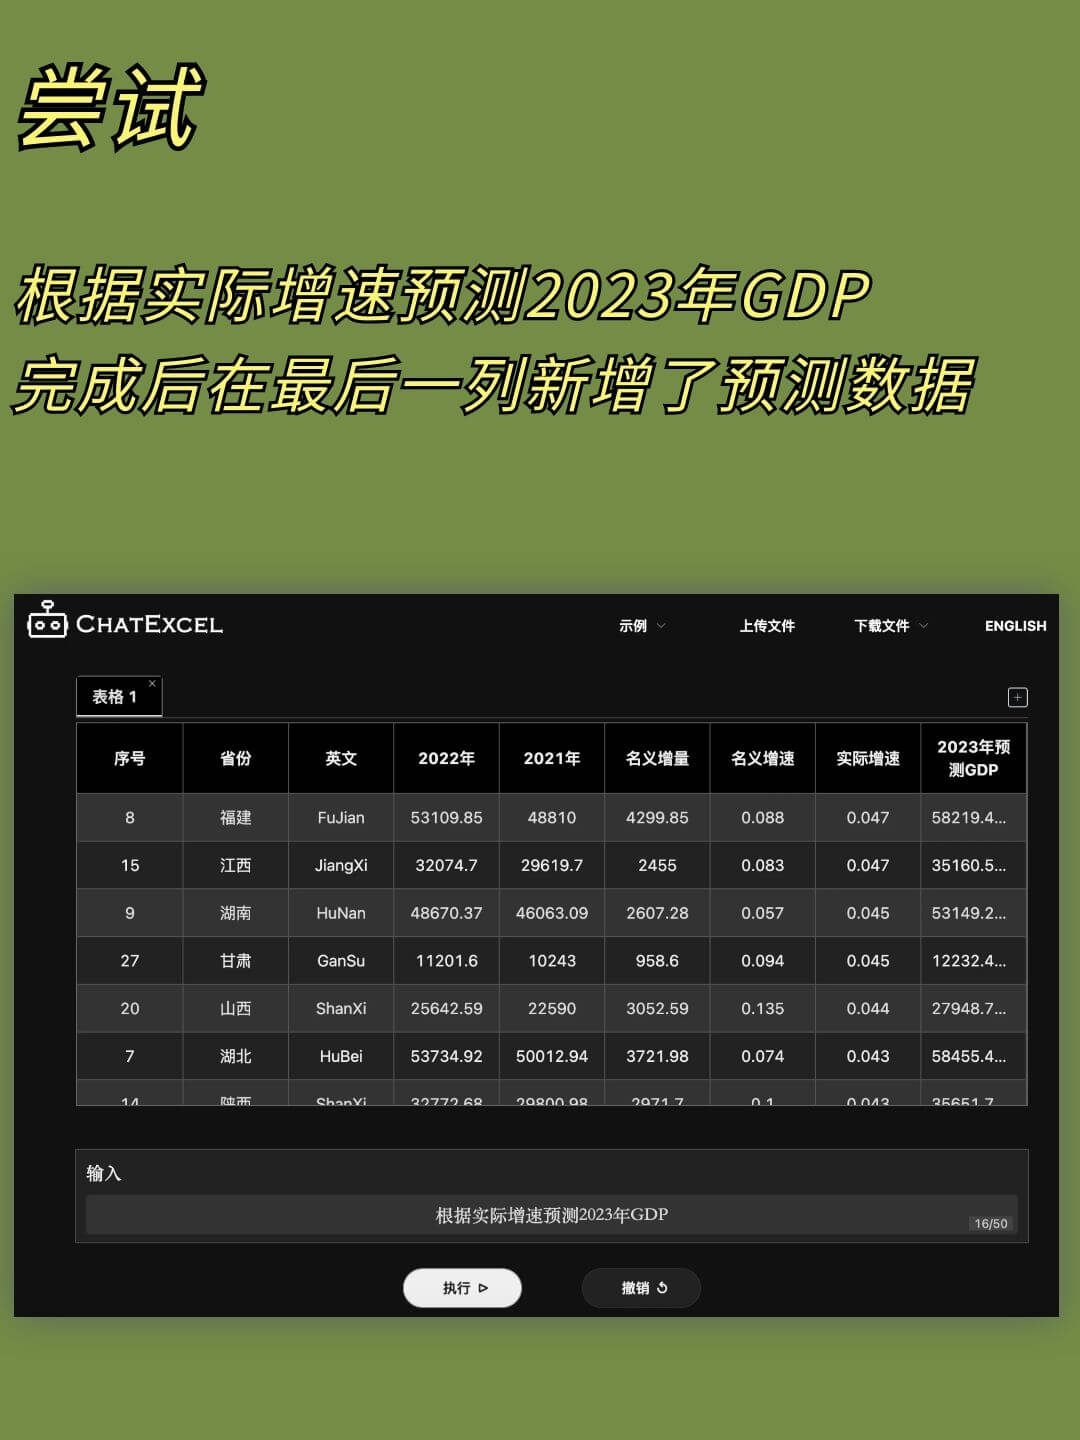 尝试
根据实际增速预测2023年GDP
完成后在最后一列新增了预测数据
CHATEXCEL
示例 上传文件 下载文件 ENGLISH
表格 1
序号 省份 英文 2022年 2021年 名义增量 名义增速 实际增速 2023年预测GDP
8 福建 FuJian 53109.85 48810 4299.85 0.088 0.047 58219.4...
15 江西 JiangXi 32074.7 29619.7 2455 0.083 0.047 35160.5...
9 湖南 HuNan 48670.37 46063.09 2607.28 0.057 0.045 53149.2...
27 甘肃 GanSu 11201.6 10243 958.6 0.094 0.045 12232.4...
20 山西 ShanXi 25642.59 22590 3052.59 0.135 0.044 27948.7...
7 湖北 HuBei 53734.92 50012.94 3721.98 0.074 0.043 58455.4...
14 陕西 ShanXi 32772.68 29800.98 2971.7 0.1 0.043 35651.7
输入
根据实际增速预测2023年GDP
16/50
执行 撤销